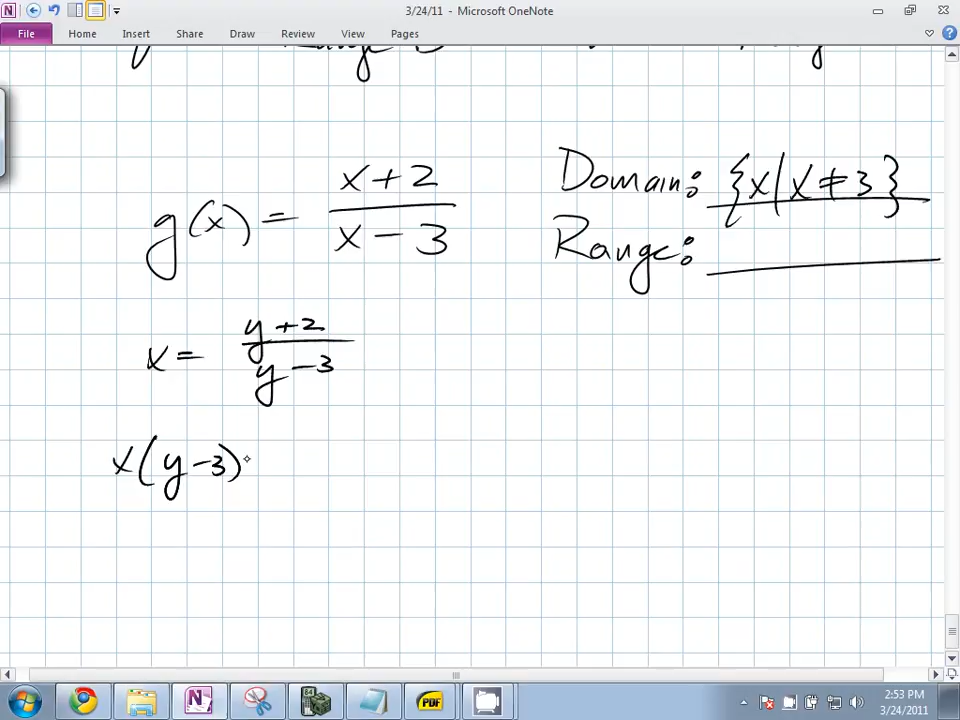 3/24/11 - Microsoft OneNote
File Home Insert Share Draw Review View Pages
g(x) = x+2 / x-3
Domain: {x|x≠3}
Range:
x = y+2 / y-3
x(y-3)
2:53 PM
3/24/2011